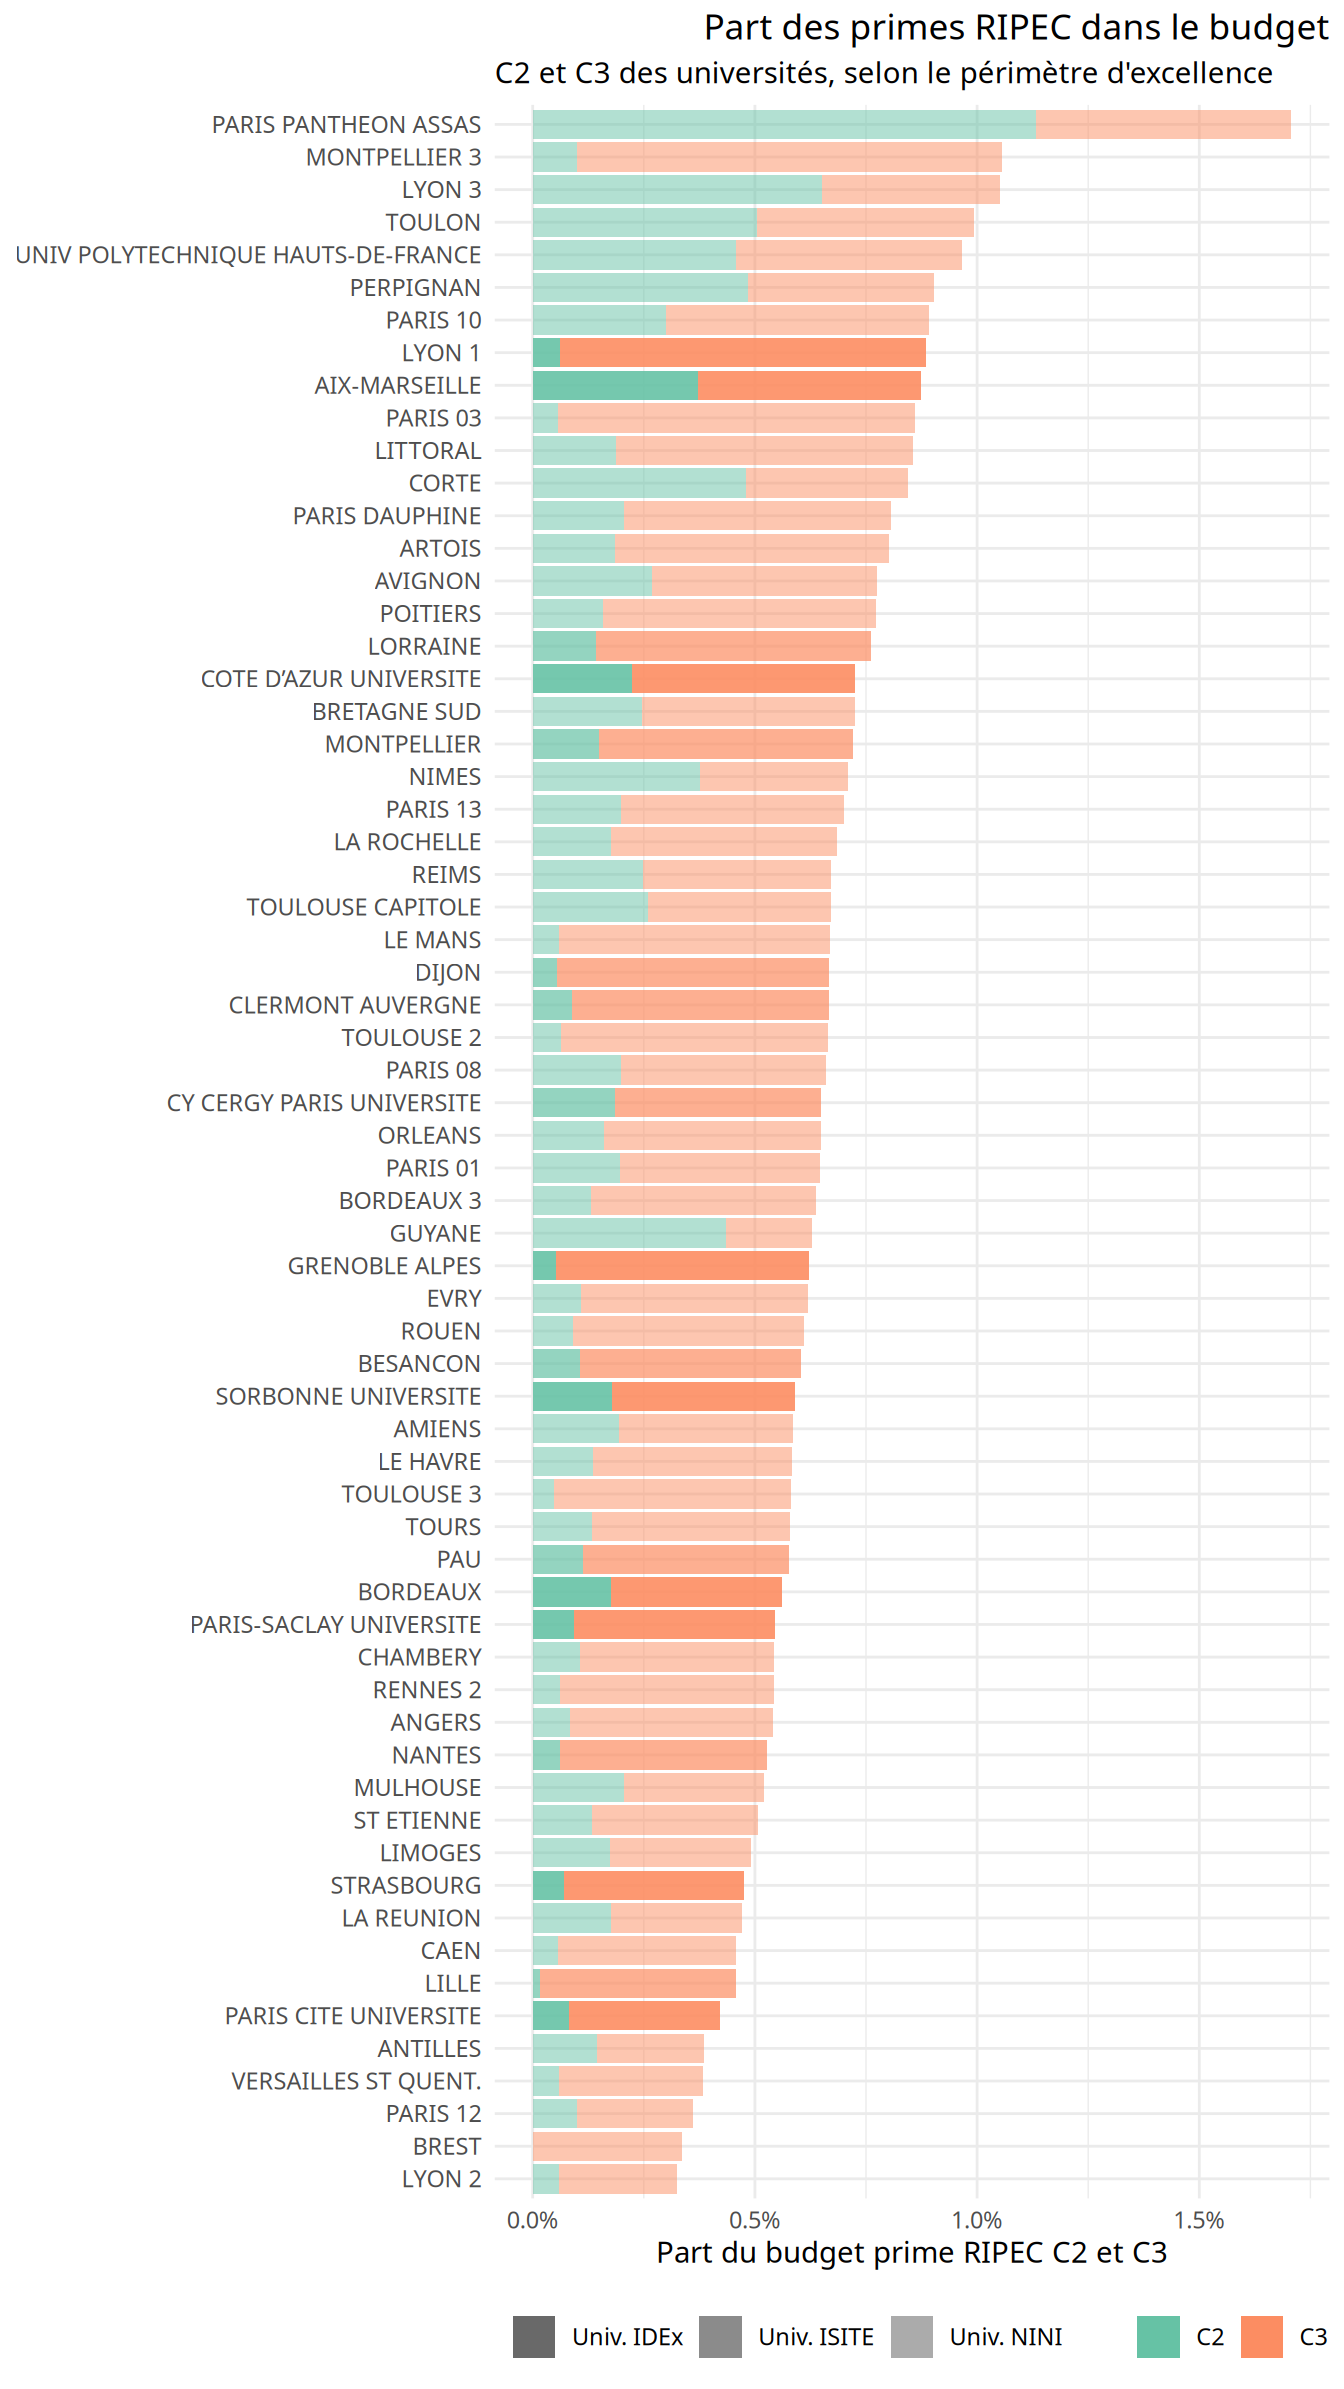 Part des primes RIPEC dans le budget
C2 et C3 des universités, selon le périmètre d'excellence
PARIS PANTHEON ASSAS
MONTPELLIER 3
LYON 3
TOULON
UNIV POLYTECHNIQUE HAUTS-DE-FRANCE
PERPIGNAN
PARIS 10
LYON 1
AIX-MARSEILLE
PARIS 03
LITTORAL
CORTE
PARIS DAUPHINE
ARTOIS
AVIGNON
POITIERS
LORRAINE
COTE D’AZUR UNIVERSITE
BRETAGNE SUD
MONTPELLIER
NIMES
PARIS 13
LA ROCHELLE
REIMS
TOULOUSE CAPITOLE
LE MANS
DIJON
CLERMONT AUVERGNE
TOULOUSE 2
PARIS 08
CY CERGY PARIS UNIVERSITE
ORLEANS
PARIS 01
BORDEAUX 3
GUYANE
GRENOBLE ALPES
EVRY
ROUEN
BESANCON
SORBONNE UNIVERSITE
AMIENS
LE HAVRE
TOULOUSE 3
TOURS
PAU
BORDEAUX
PARIS-SACLAY UNIVERSITE
CHAMBERY
RENNES 2
ANGERS
NANTES
MULHOUSE
ST ETIENNE
LIMOGES
STRASBOURG
LA REUNION
CAEN
LILLE
PARIS CITE UNIVERSITE
ANTILLES
VERSAILLES ST QUENT.
PARIS 12
BREST
LYON 2
0.0% 0.5% 1.0% 1.5%
Part du budget prime RIPEC C2 et C3
Univ. IDEx Univ. ISITE Univ. NINI C2 C3